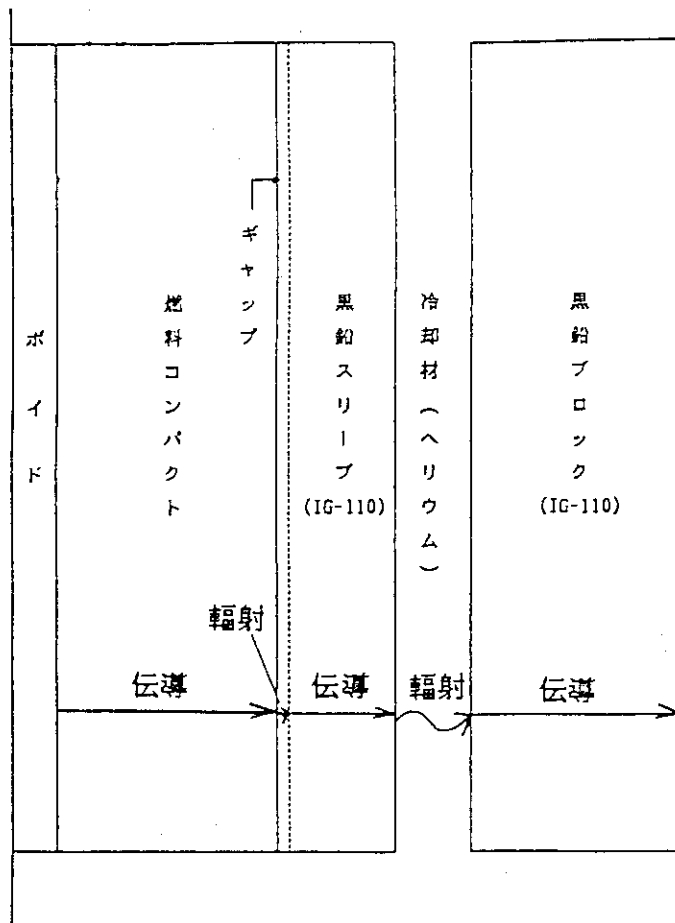 ボイド
燃料コンパクト
ギャップ
黒鉛スリーブ
(IG-110)
冷却材(ヘリウム)
黒鉛ブロック
(IG-110)
輻射
伝導
伝導
輻射
伝導